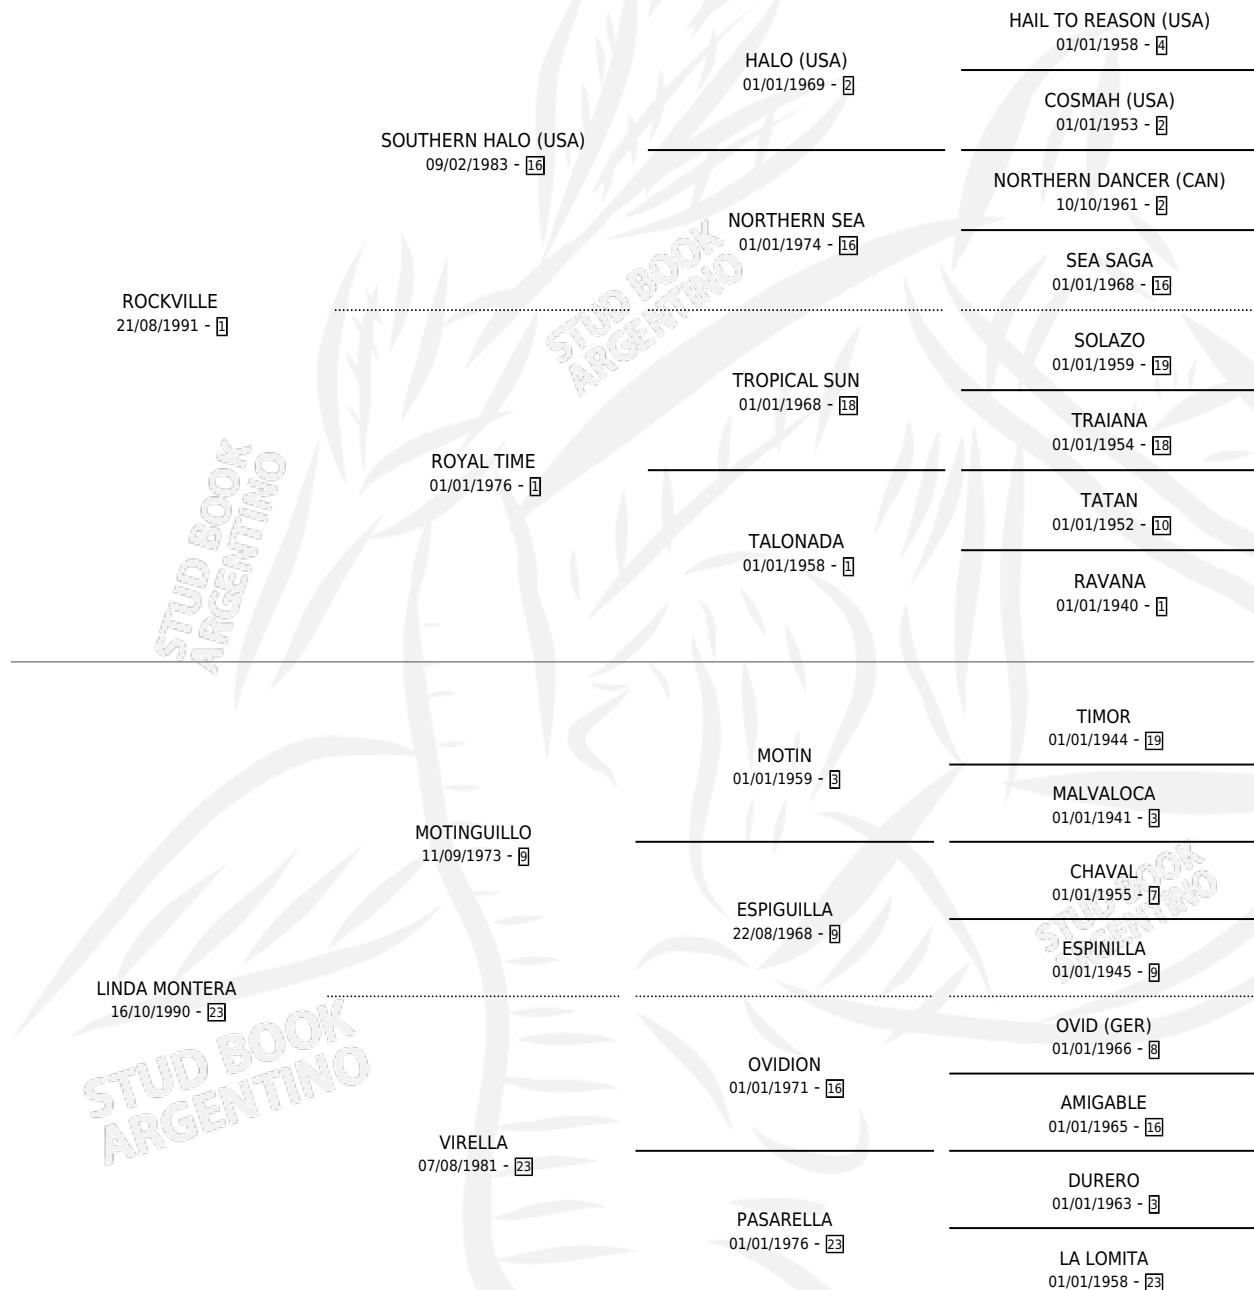 HAIL TO REASON (USA)
01/01/1958 - 4
HALO (USA)
01/01/1969 - 2
COSMAH (USA)
01/01/1953 - 2
SOUTHERN HALO (USA)
09/02/1983 - 16
NORTHERN DANCER (CAN)
10/10/1961 - 2
NORTHERN SEA
01/01/1974 - 16
SEA SAGA
01/01/1968 - 16
ROCKVILLE
21/08/1991 - 1
SOLAZO
01/01/1959 - 19
TROPICAL SUN
01/01/1968 - 18
TRAIANA
01/01/1954 - 18
ROYAL TIME
01/01/1976 - 1
TATAN
01/01/1952 - 10
TALONADA
01/01/1958 - 1
RAVANA
01/01/1940 - 1
TIMOR
01/01/1944 - 19
MOTIN
01/01/1959 - 3
MALVALOCA
01/01/1941 - 3
MOTINGUILLO
11/09/1973 - 9
CHAVAL
01/01/1955 - 7
ESPIGUILLA
22/08/1968 - 9
ESPINILLA
01/01/1945 - 9
LINDA MONTERA
16/10/1990 - 23
OVID (GER)
01/01/1966 - 8
OVIDION
01/01/1971 - 16
AMIGABLE
01/01/1965 - 16
VIRELLA
07/08/1981 - 23
DURERO
01/01/1963 - 3
PASARELLA
01/01/1976 - 23
LA LOMITA
01/01/1958 - 23
STUD BOOK
ARGENTINO
STUD BOOK
ARGENTINO
STUD BOOK
ARGENTINO
STUD BOOK
ARGENTINO